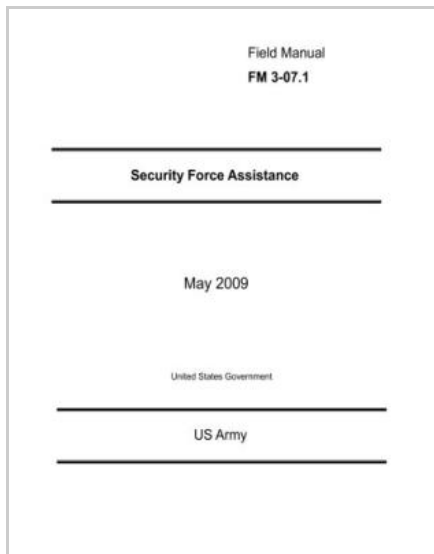 Field Manual
FM 3-07.1
Security Force Assistance
May 2009
United States Government
US Army